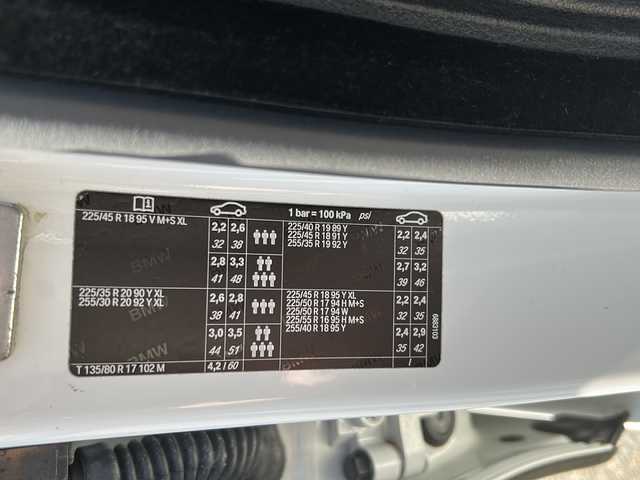 1 bar = 100 kPa psi
225/45 R 18 95 V M+S XL
2,2 2,6
32 38
2,8 3,3
41 48
225/35 R 20 90 Y XL
255/30 R 20 92 Y XL
2,6 2,8
38 41
3,0 3,5
44 51
T 135/80 R 17 102 M
4,2 / 60
225/40 R 19 89 Y
225/45 R 18 91 Y
255/35 R 19 92 Y
2,2 2,4
32 35
2,7 3,2
39 46
225/45 R 18 95 Y XL
225/50 R 17 94 H M+S
225/50 R 17 94 W
225/55 R 16 95 H M+S
255/40 R 18 95 Y
2,2 2,4
32 35
2,4 2,9
35 42
/
6883103
BMW
BMW
BMW
BMW